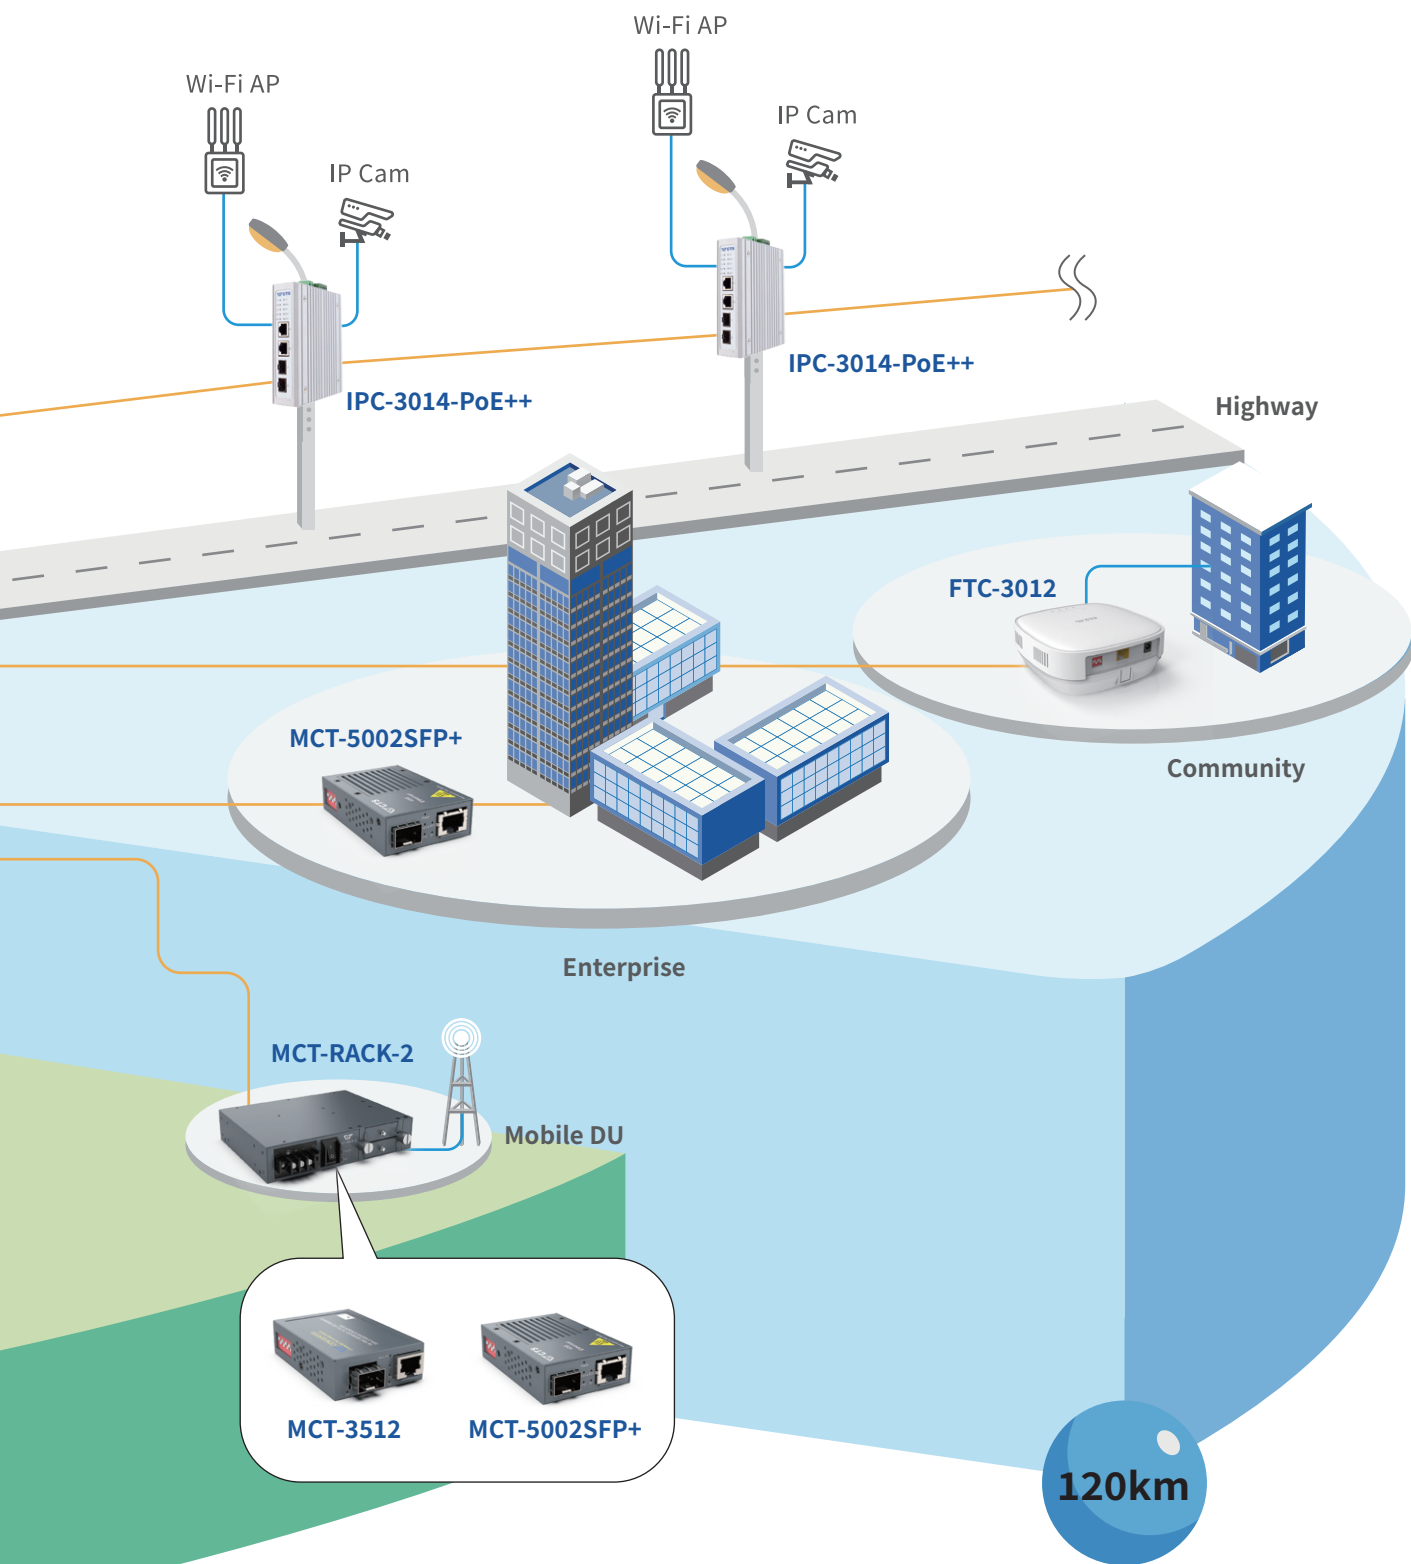 Wi-Fi AP
Wi-Fi AP
IP Cam
IP Cam
IPC-3014-PoE++
IPC-3014-PoE++
Highway
FTC-3012
MCT-5002SFP+
Community
Enterprise
MCT-RACK-2
Mobile DU
MCT-3512
MCT-5002SFP+
120km